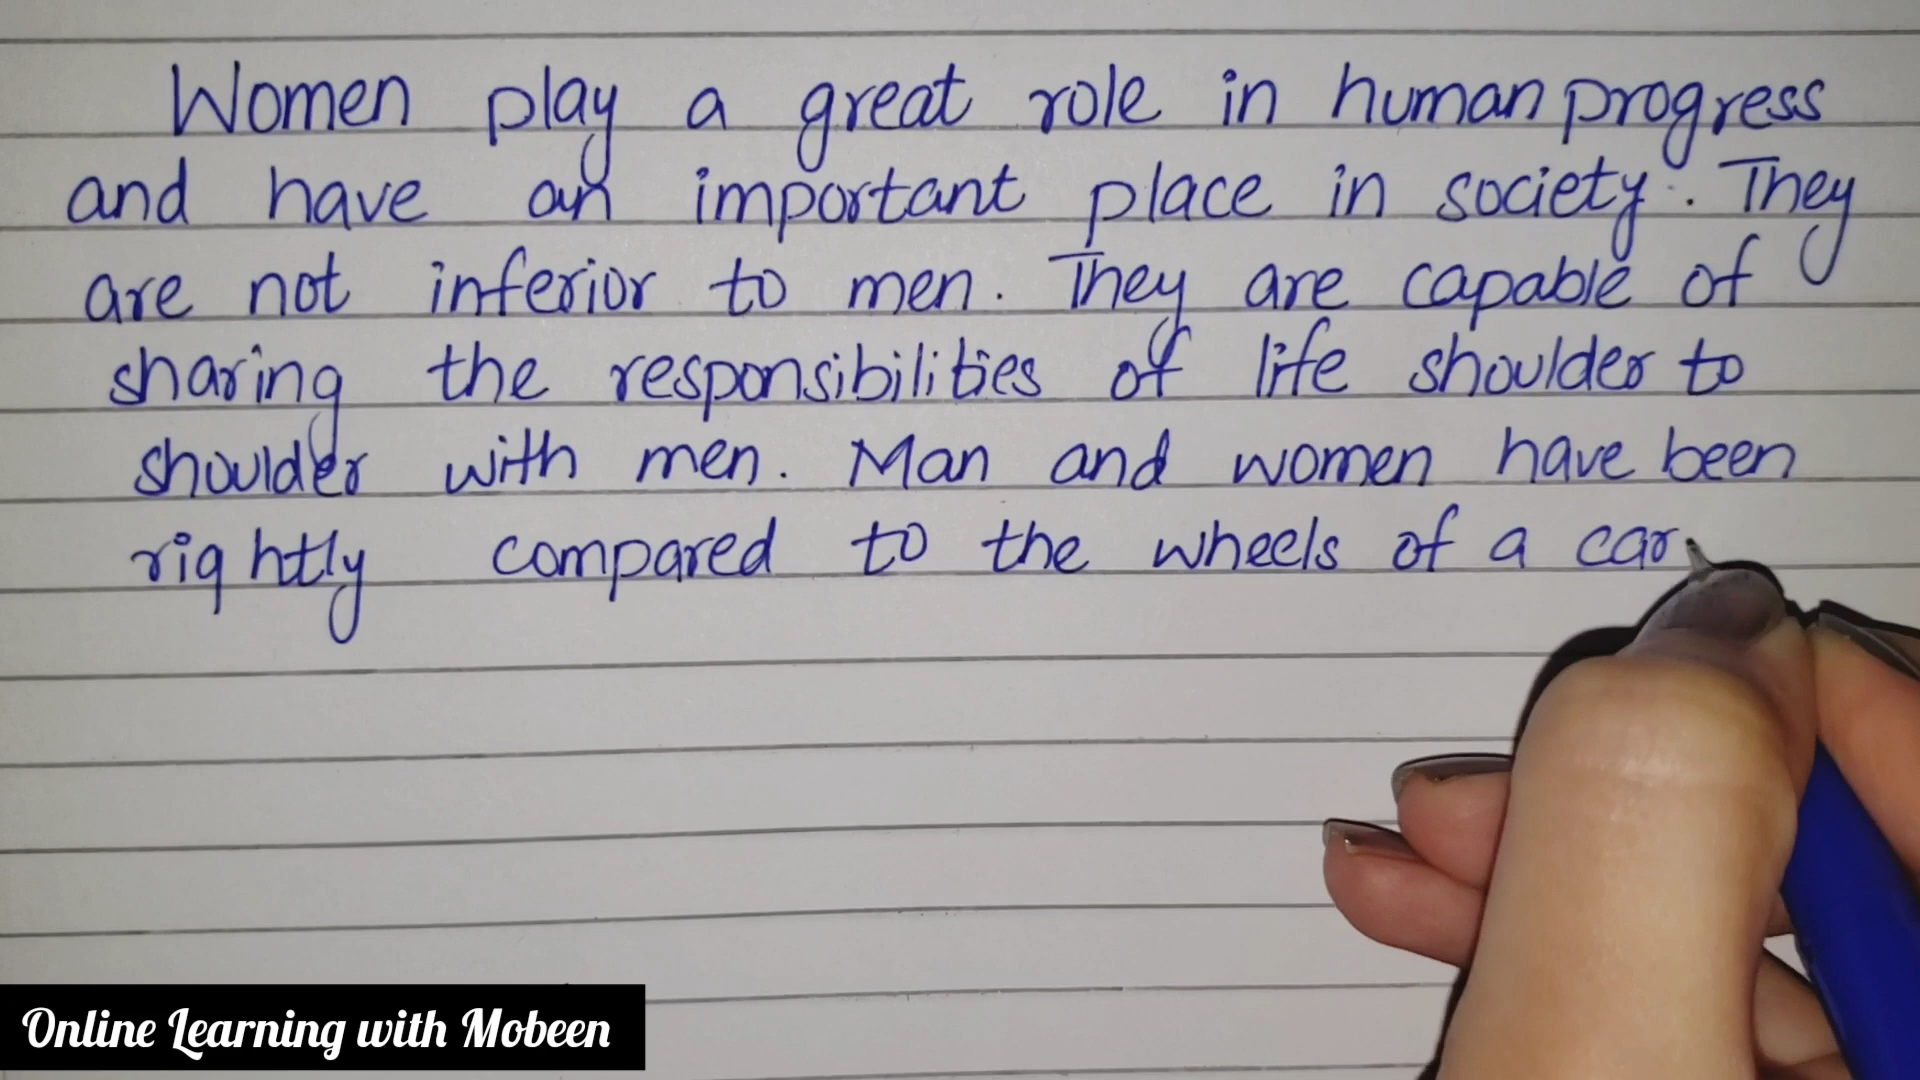 Women play a great role in human progress
and have an important place in society. They
are not inferior to men. They are capable of
sharing the responsibilities of life shoulder to
shoulder with men. Man and women have been
rightly compared to the wheels of a car
Online Learning with Mobeen